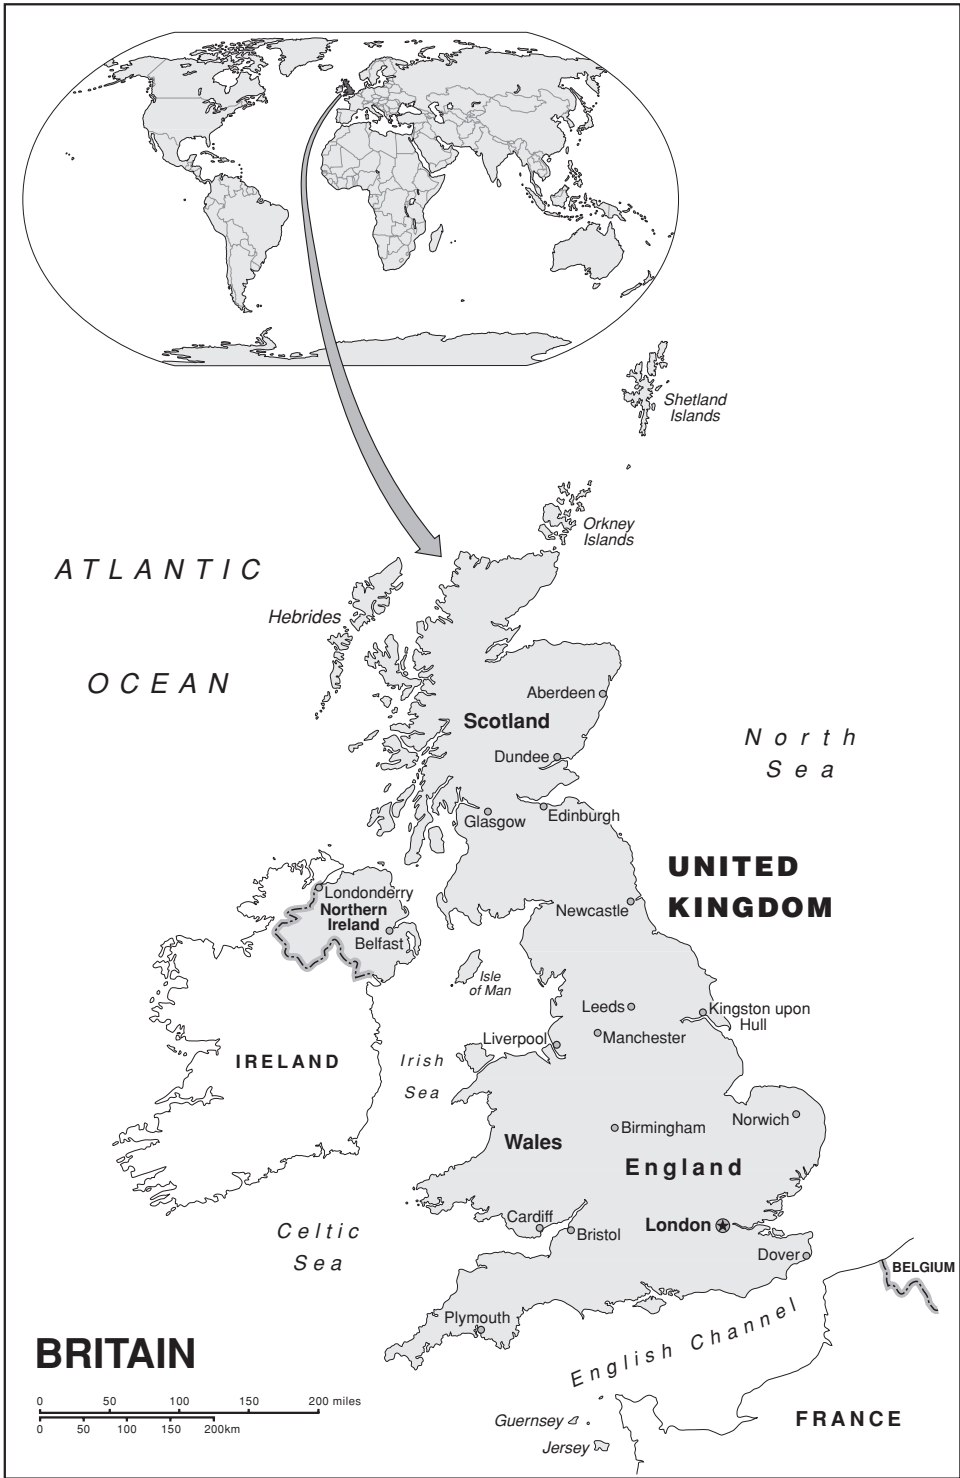 Shetland
Islands
Orkney
Islands
ATLANTIC
Hebrides
OCEAN
Aberdeen
Scotland
North
Sea
Dundee
Glasgow
Edinburgh
UNITED
KINGDOM
Londonderry
Northern
Ireland
Newcastle
Belfast
Isle
of Man
Leeds
Kingston upon
Hull
Manchester
Liverpool
IRELAND
Irish
Sea
Norwich
Birmingham
Wales
England
Cardiff
London
Bristol
Celtic
Sea
Dover
BELGIUM
Plymouth
English Channel
BRITAIN
0 50 100 150 200 miles
0 50 100 150 200km
Guernsey
FRANCE
Jersey